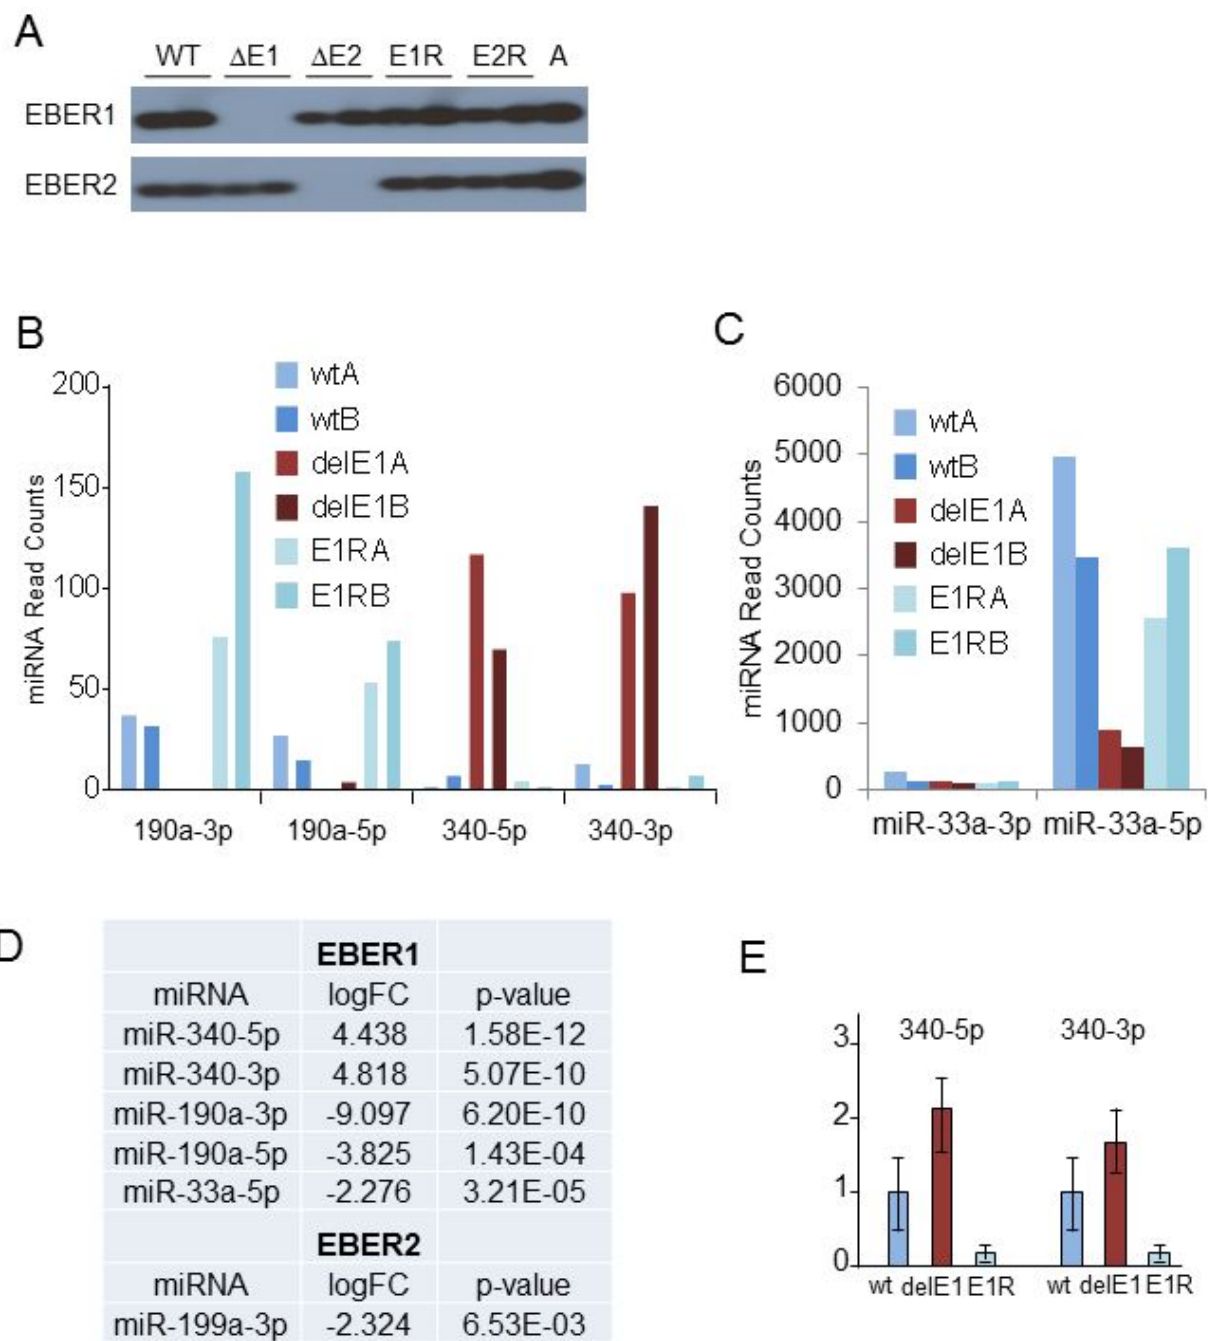 A
WT ΔE1 ΔE2 E1R E2R A
EBER1
EBER2
B
200
150
100
50
0
miRNA Read Counts
wtA
wtB
delE1A
delE1B
E1RA
E1RB
190a-3p 190a-5p 340-5p 340-3p
C
6000
5000
4000
3000
2000
1000
0
miRNA Read Counts
wtA
wtB
delE1A
delE1B
E1RA
E1RB
miR-33a-3p miR-33a-5p
D
EBER1
miRNA logFC p-value
miR-340-5p 4.438 1.58E-12
miR-340-3p 4.818 5.07E-10
miR-190a-3p -9.097 6.20E-10
miR-190a-5p -3.825 1.43E-04
miR-33a-5p -2.276 3.21E-05
EBER2
miRNA logFC p-value
miR-199a-3p -2.324 6.53E-03
E
3
2
1
0
340-5p 340-3p
wt delE1 E1R wt delE1 E1R